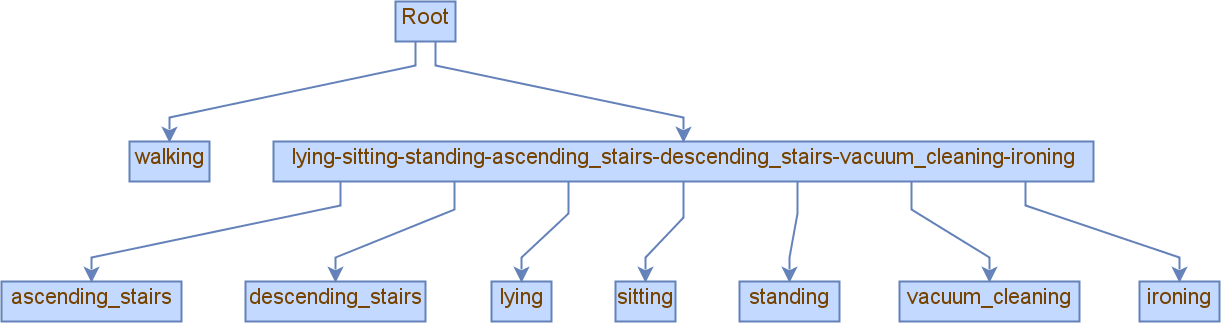 Root
walking
lying-sitting-standing-ascending_stairs-descending_stairs-vacuum_cleaning-ironing
ascending_stairs
descending_stairs
lying
sitting
standing
vacuum_cleaning
ironing